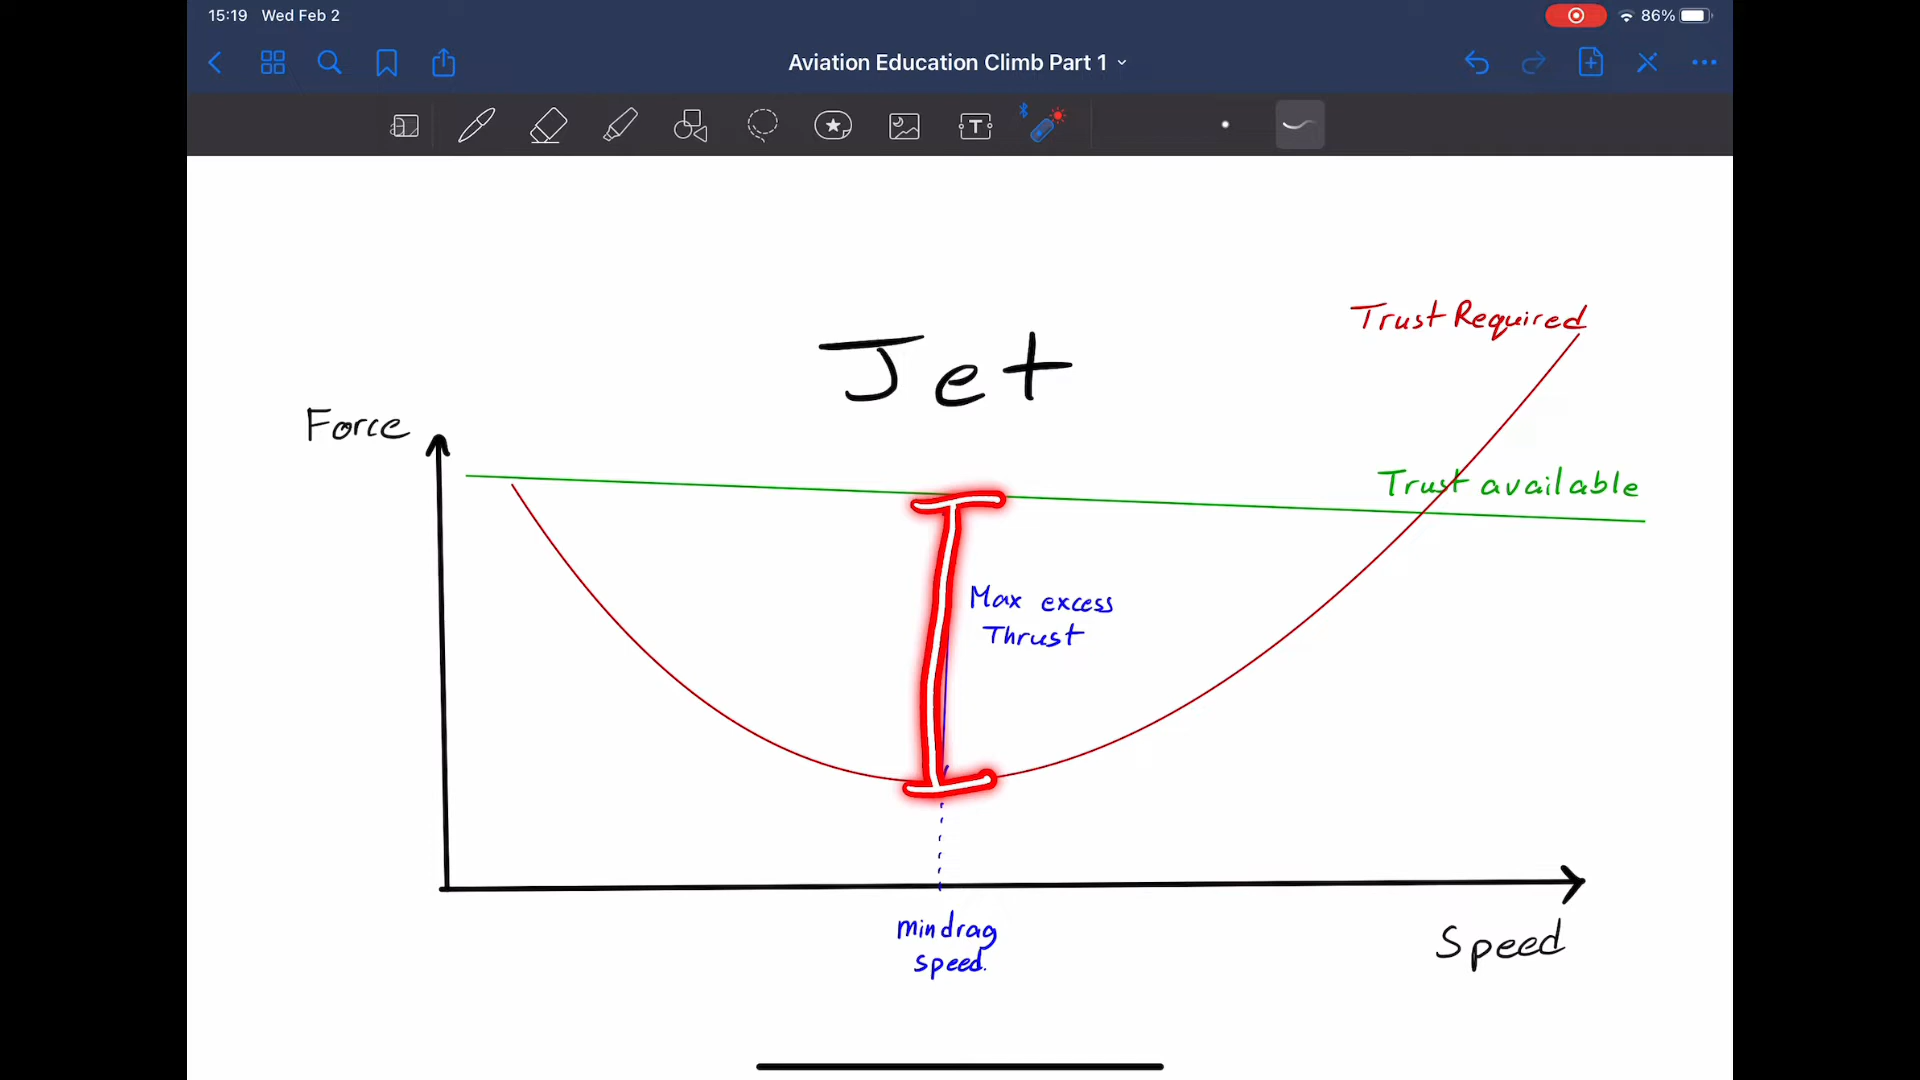 15:19 Wed Feb 2
86%
Aviation Education Climb Part 1
T
Trust Required
Jet
Force
Trust available
Max excess
Thrust
min drag
speed.
Speed